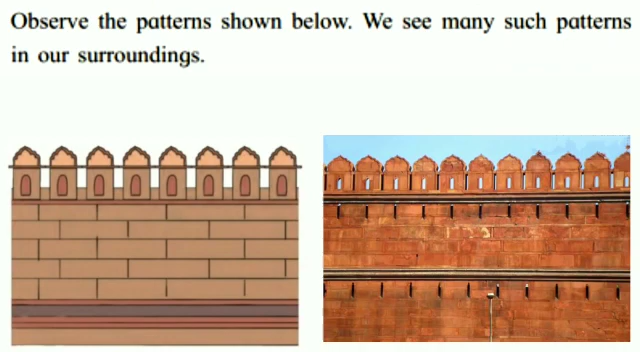 Observe the patterns shown below. We see many such patterns
in our surroundings.